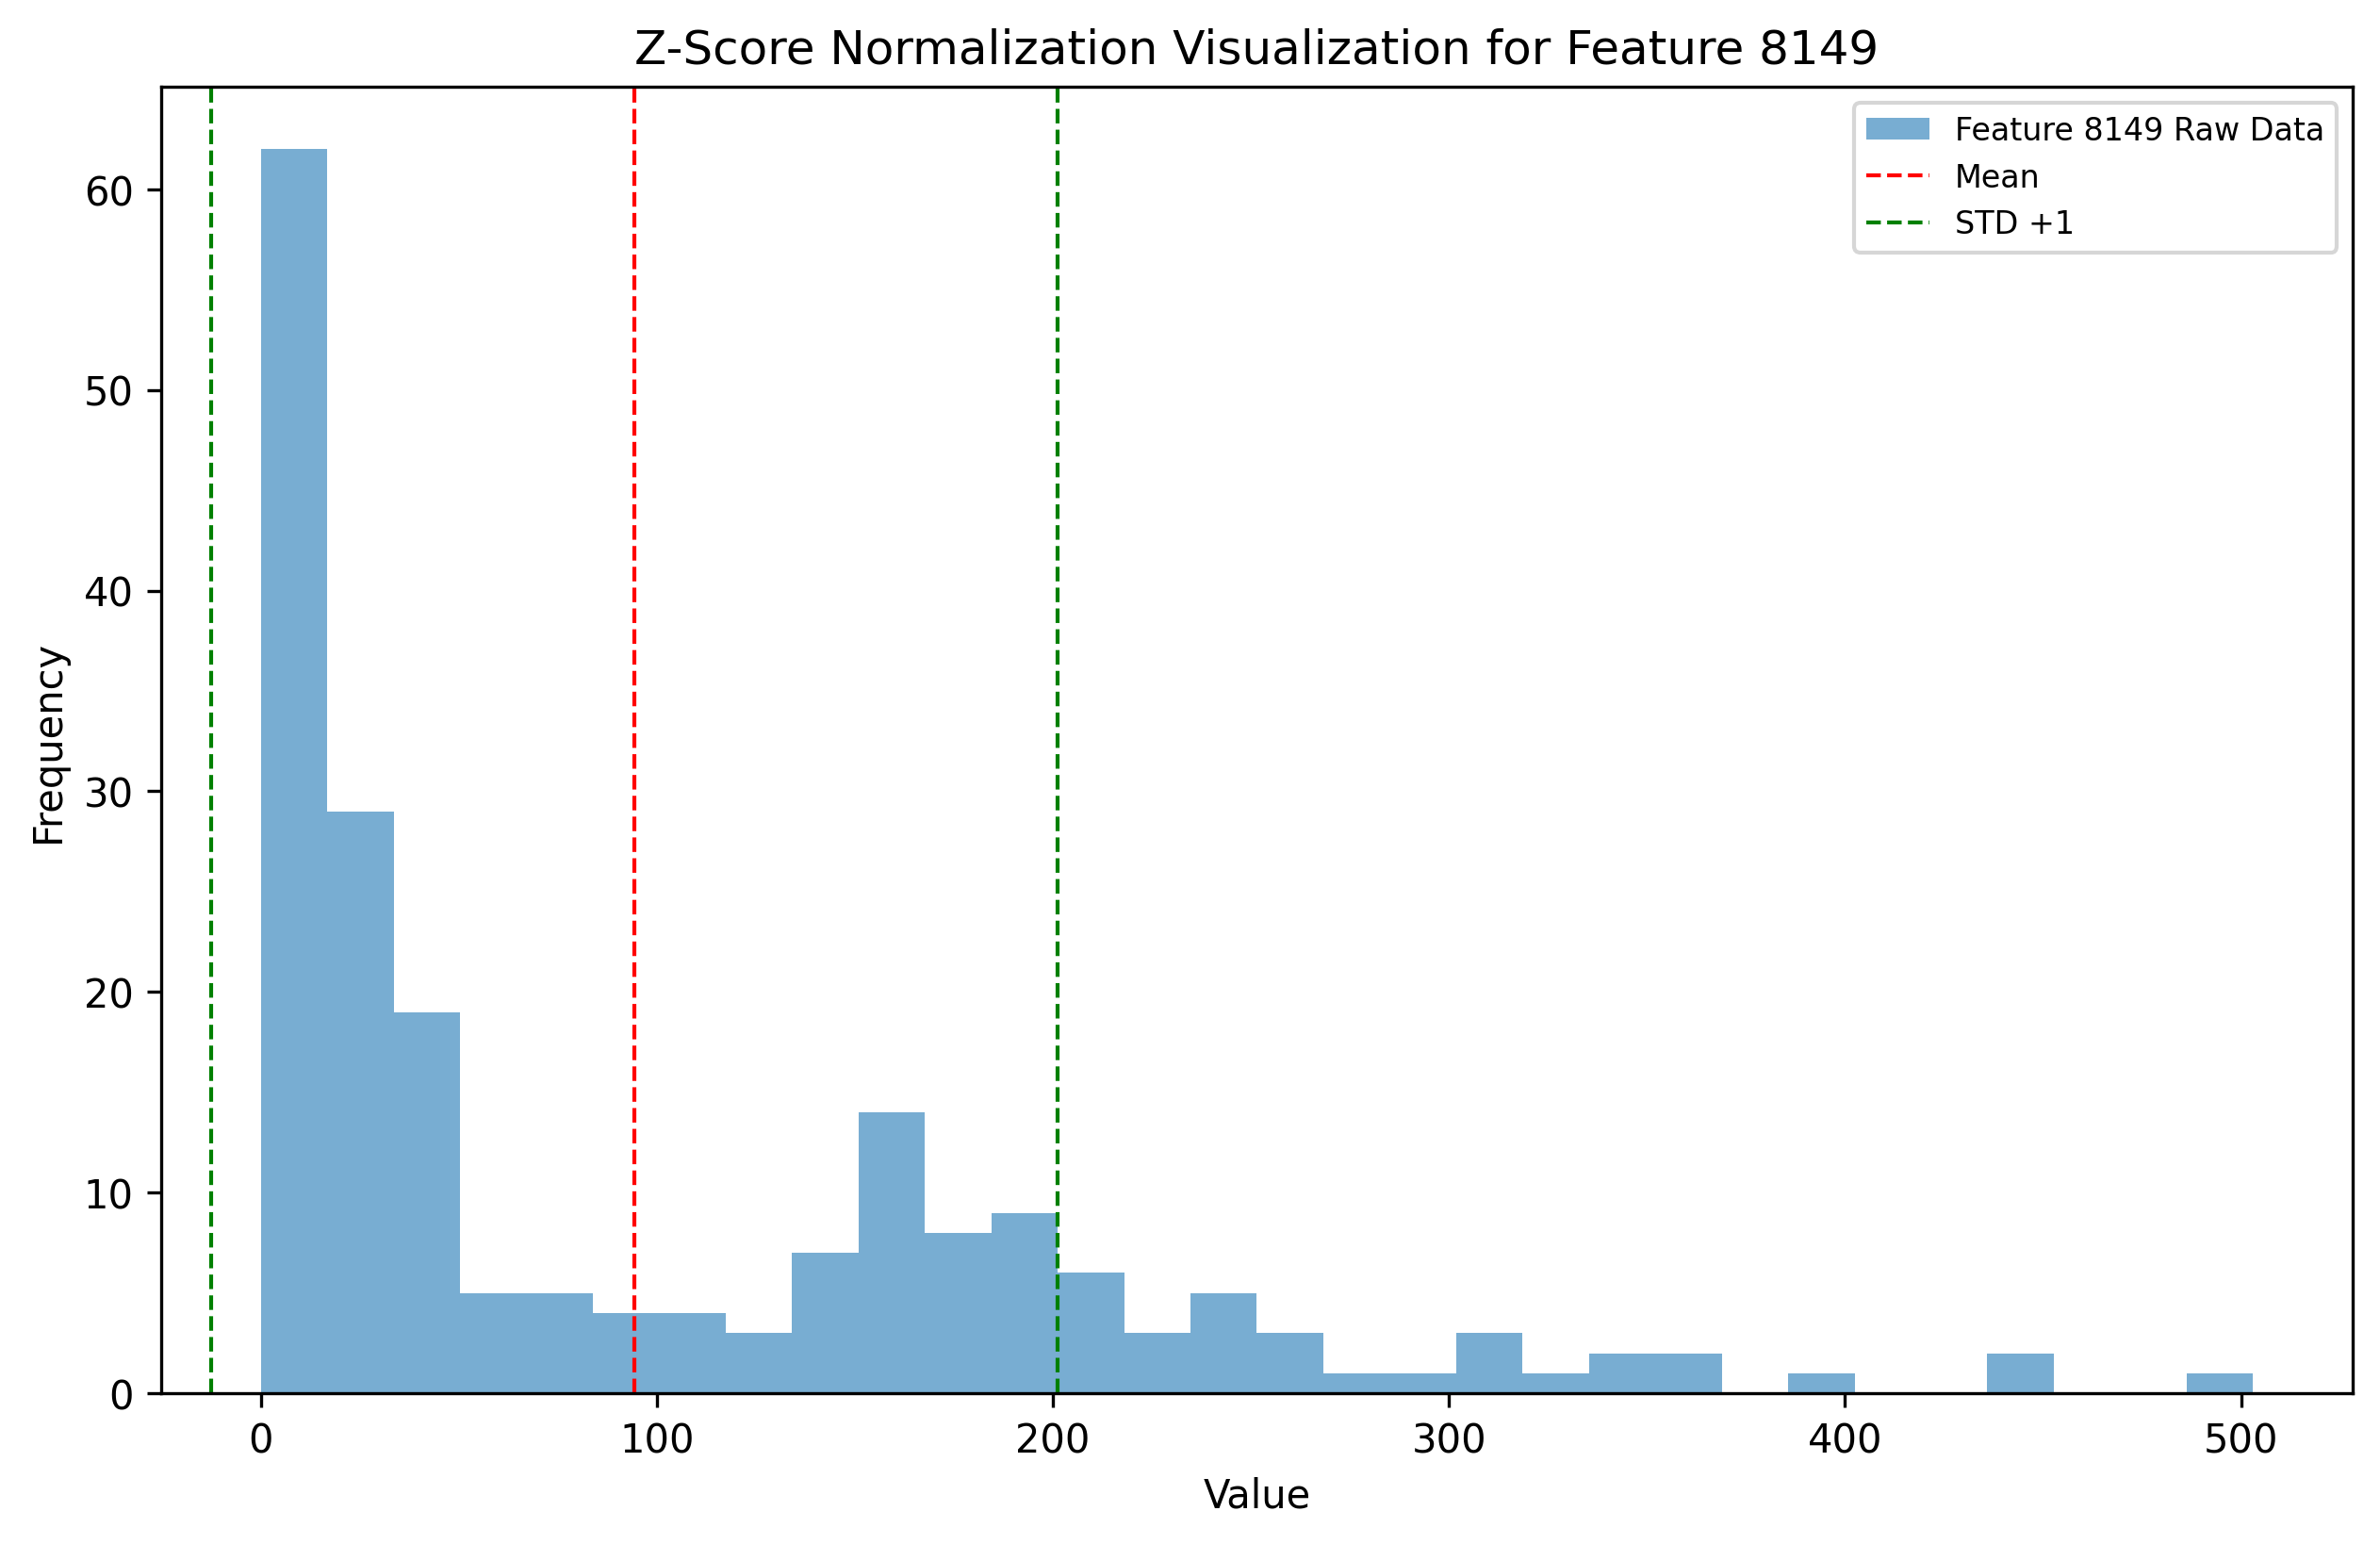 Z-Score Normalization Visualization for Feature 8149
Feature 8149 Raw Data
Mean
STD +1
Frequency
60
50
40
30
20
10
0
0 100 200 300 400 500
Value